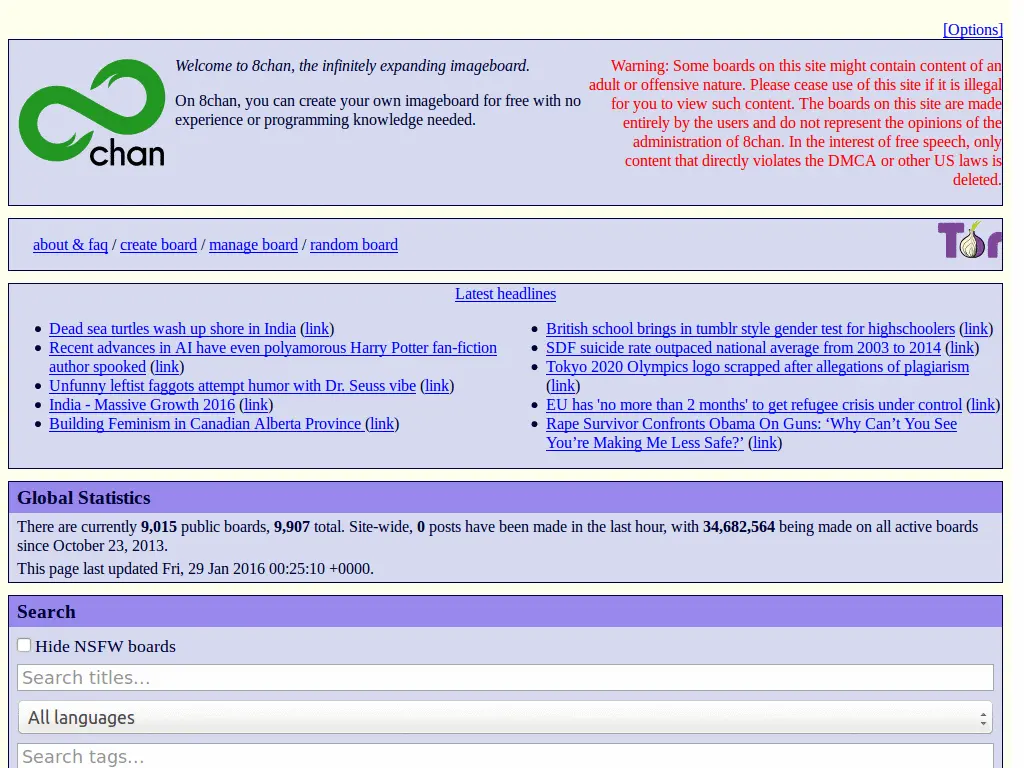 [Options]
Welcome to 8chan, the infinitely expanding imageboard.
On 8chan, you can create your own imageboard for free with no
experience or programming knowledge needed.
chan
Warning: Some boards on this site might contain content of an
adult or offensive nature. Please cease use of this site if it is illegal
for you to view such content. The boards on this site are made
entirely by the users and do not represent the opinions of the
administration of 8chan. In the interest of free speech, only
content that directly violates the DMCA or other US laws is
deleted.
about & faq / create board / manage board / random board
Tor
Latest headlines
Dead sea turtles wash up shore in India (link)
Recent advances in AI have even polyamorous Harry Potter fan-fiction
author spooked (link)
Unfunny leftist faggots attempt humor with Dr. Seuss vibe (link)
India - Massive Growth 2016 (link)
Building Feminism in Canadian Alberta Province (link)
British school brings in tumblr style gender test for highschoolers (link)
SDF suicide rate outpaced national average from 2003 to 2014 (link)
Tokyo 2020 Olympics logo scrapped after allegations of plagiarism
(link)
EU has 'no more than 2 months' to get refugee crisis under control (link)
Rape Survivor Confronts Obama On Guns: ‘Why Can’t You See
You’re Making Me Less Safe?’ (link)
Global Statistics
There are currently 9,015 public boards, 9,907 total. Site-wide, 0 posts have been made in the last hour, with 34,682,564 being made on all active boards
since October 23, 2013.
This page last updated Fri, 29 Jan 2016 00:25:10 +0000.
Search
Hide NSFW boards
Search titles...
All languages
Search tags...